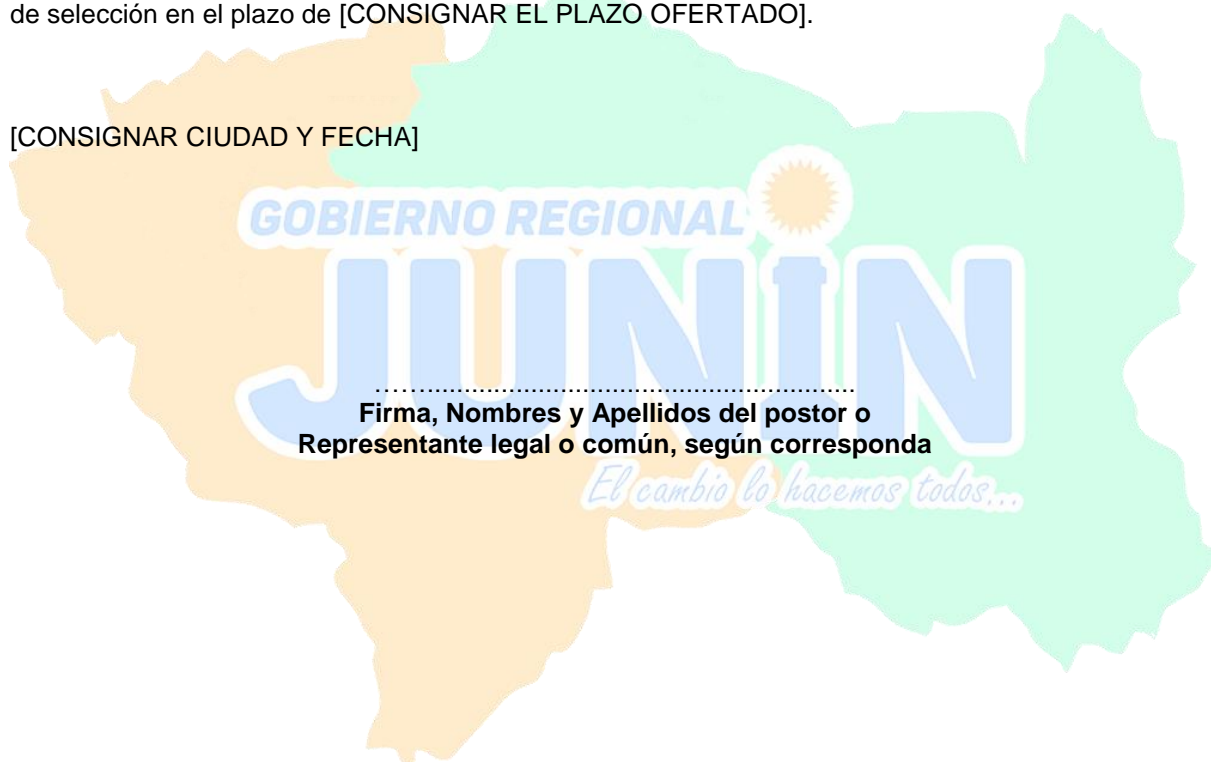 de selección en el plazo de [CONSIGNAR EL PLAZO OFERTADO].
[CONSIGNAR CIUDAD Y FECHA]
GOBIERNO REGIONAL
JUNÍN
……..........................................................
Firma, Nombres y Apellidos del postor o
Representante legal o común, según corresponda
El cambio lo hacemos todos...